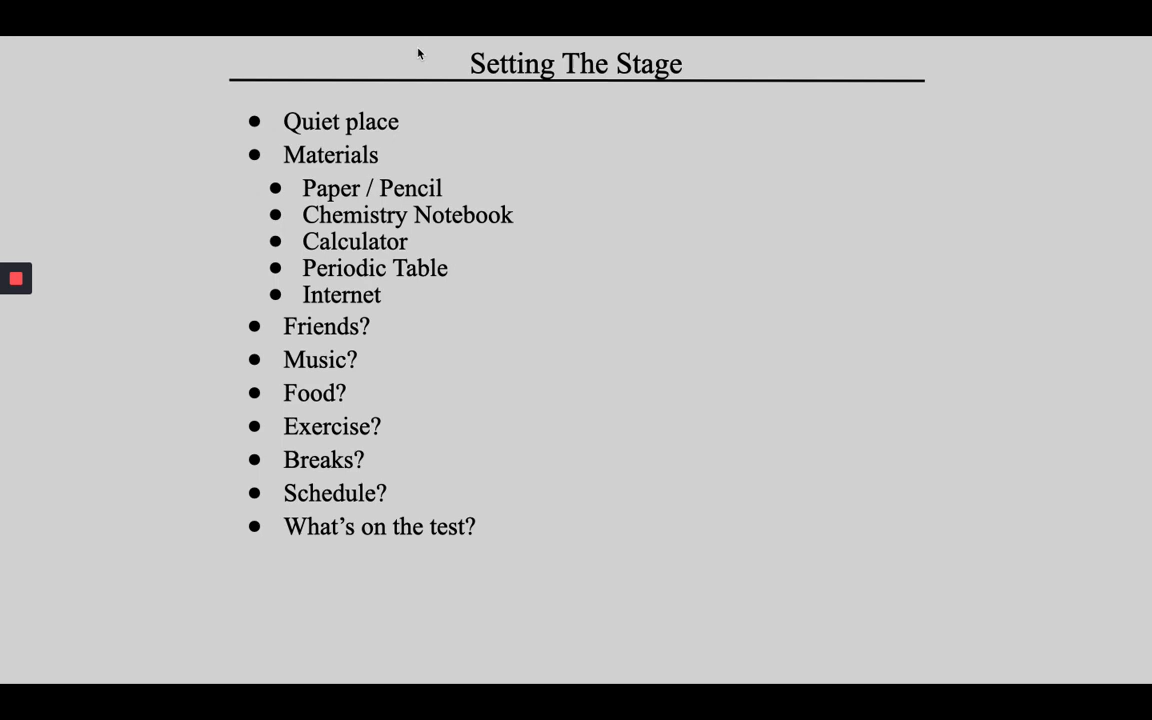 Setting The Stage
● Quiet place
● Materials
● Paper / Pencil
● Chemistry Notebook
● Calculator
● Periodic Table
● Internet
● Friends?
● Music?
● Food?
● Exercise?
● Breaks?
● Schedule?
● What’s on the test?